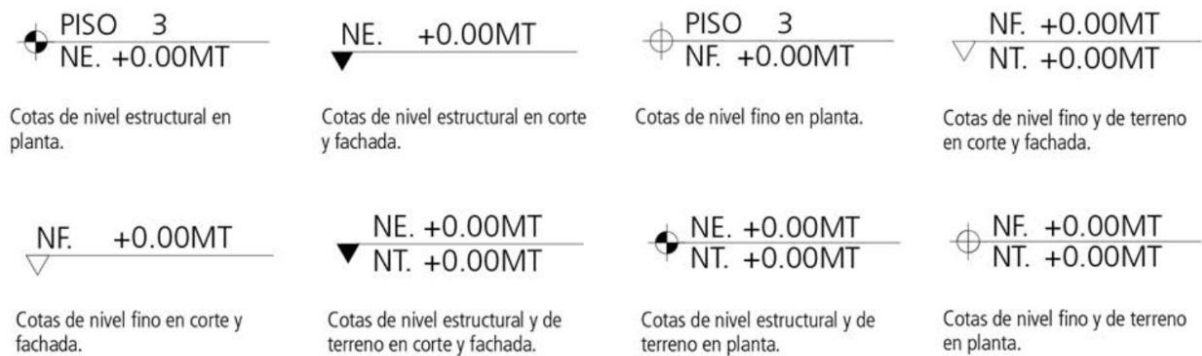 PISO 3
NE. +0.00MT
Cotas de nivel estructural en
planta.
NE. +0.00MT
Cotas de nivel estructural en corte
y fachada.
PISO 3
NF. +0.00MT
Cotas de nivel fino en planta.
NF. +0.00MT
NT. +0.00MT
Cotas de nivel fino y de terreno
en corte y fachada.
NF. +0.00MT
Cotas de nivel fino en corte y
fachada.
NE. +0.00MT
NT. +0.00MT
Cotas de nivel estructural y de
terreno en corte y fachada.
NE. +0.00MT
NT. +0.00MT
Cotas de nivel estructural y de
terreno en planta.
NF. +0.00MT
NT. +0.00MT
Cotas de nivel fino y de terreno
en planta.